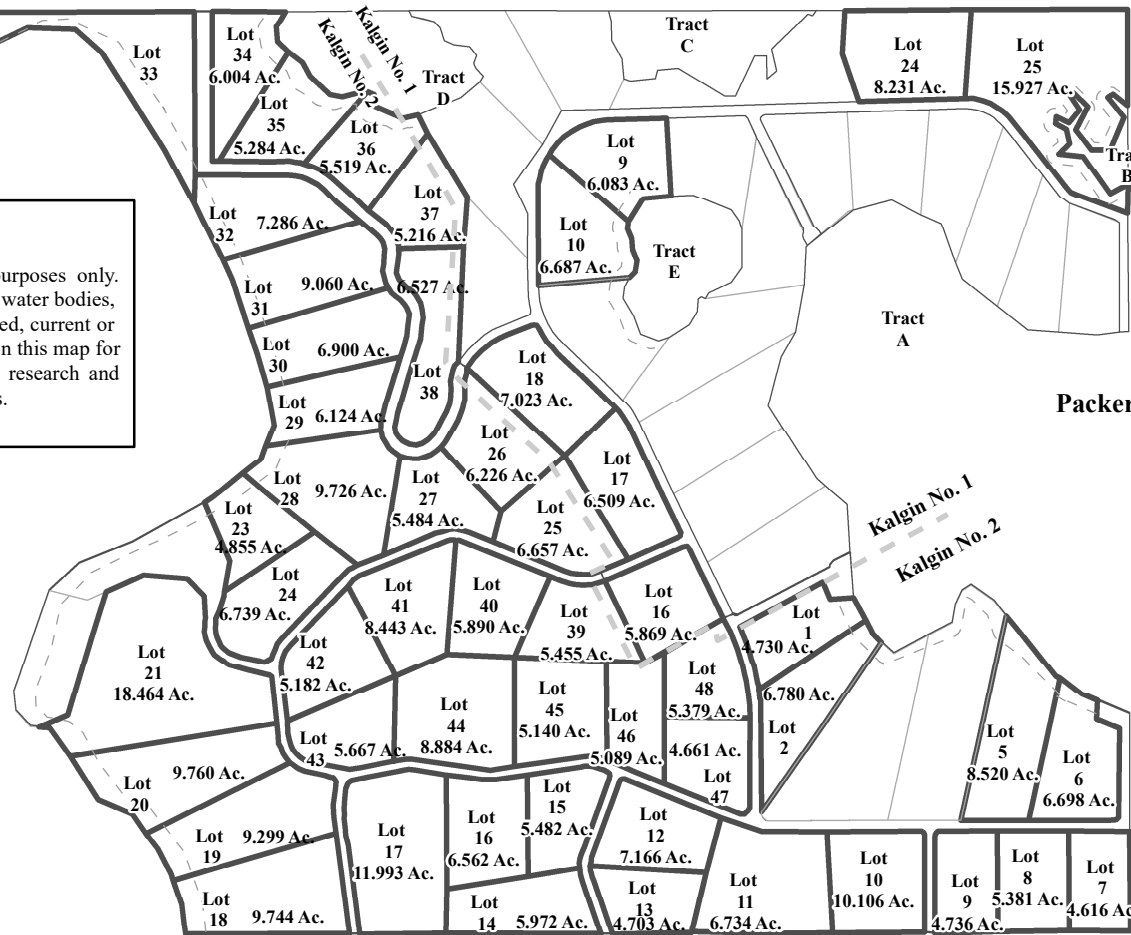 Lot
33
Lot
34
6.004 Ac.
Lot
35
5.284 Ac.
Kalgin No. 1
Kalgin No. 2
Tract
D
Lot
36
5.519 Ac.
Tract
C
Lot
24
8.231 Ac.
Lot
25
15.927 Ac.
Lot
9
6.083 Ac.
Lot
37
5.216 Ac.
Lot
32
7.286 Ac.
Lot
10
6.687 Ac.
Tract
E
urposes only.
water bodies,
ed, current or
n this map for
research and
s.
Lot
31
9.060 Ac.
6.527 Ac.
Lot
38
Tract
A
Lot
30
6.900 Ac.
Lot
18
7.023 Ac.
Lot
29
6.124 Ac.
Packer
Lot
26
6.226 Ac.
Lot
17
6.509 Ac.
Lot
28
9.726 Ac.
Lot
27
5.484 Ac.
Lot
25
6.657 Ac.
Lot
23
4.855 Ac.
Kalgin No. 1
Kalgin No. 2
Lot
24
6.739 Ac.
Lot
41
8.443 Ac.
Lot
40
5.890 Ac.
Lot
39
5.455 Ac.
Lot
16
5.869 Ac.
Lot
1
4.730 Ac.
Lot
21
18.464 Ac.
Lot
42
5.182 Ac.
Lot
48
5.379 Ac.
6.780 Ac.
Lot
2
Lot
44
8.884 Ac.
Lot
45
5.140 Ac.
Lot
46
5.089 Ac.
Lot
43
5.667 Ac.
4.661 Ac.
Lot
47
Lot
5
8.520 Ac.
Lot
6
6.698 Ac.
Lot
20
9.760 Ac.
Lot
19
9.299 Ac.
Lot
17
11.993 Ac.
Lot
16
6.562 Ac.
Lot
15
5.482 Ac.
Lot
12
7.166 Ac.
Lot
18
9.744 Ac.
Lot
14
5.972 Ac.
Lot
13
4.703 Ac.
Lot
11
6.734 Ac.
Lot
10
10.106 Ac.
Lot
9
4.736 Ac.
Lot
8
5.381 Ac.
Lot
7
4.616 Ac
Tra
B